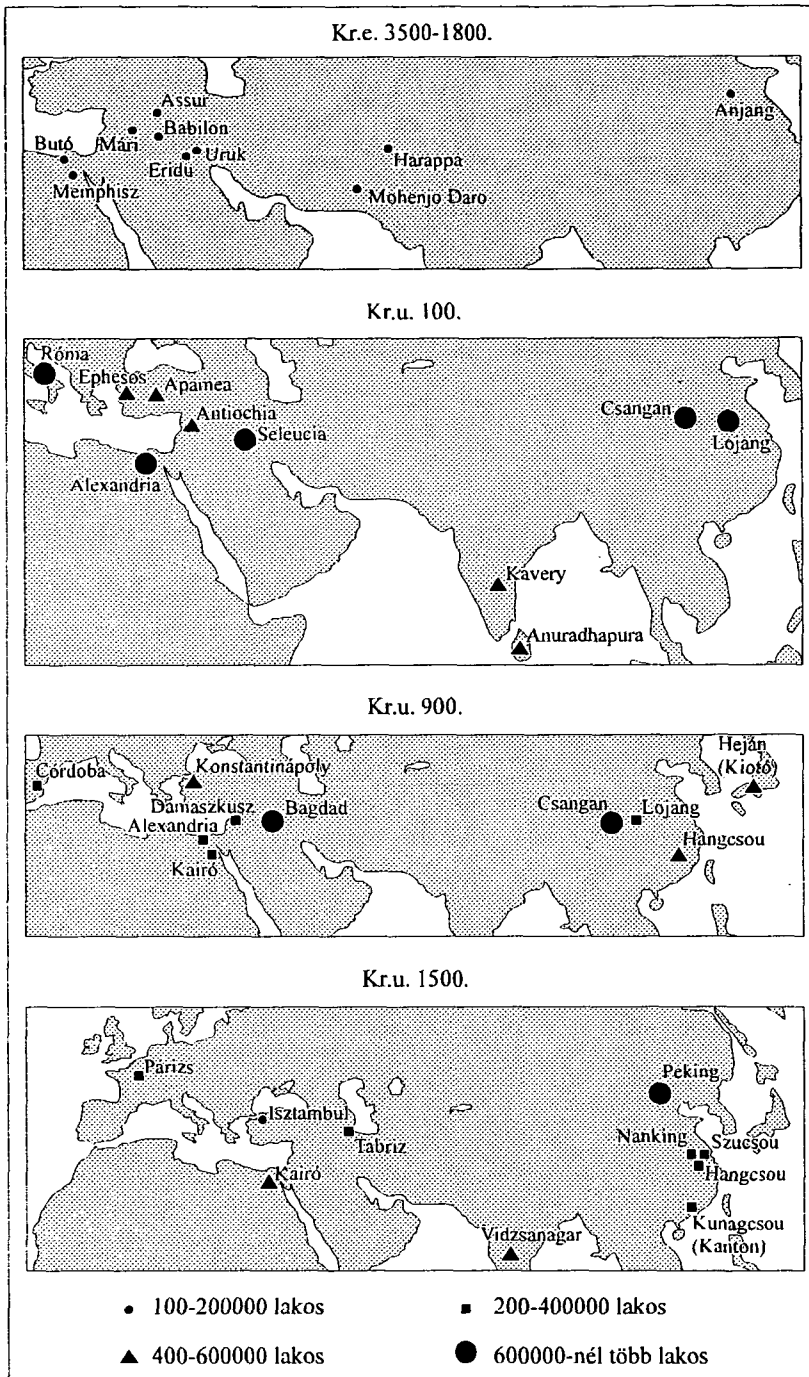 Kr.e. 3500-1800.
Assur
Anjang
Babilon
Butó
Mári
Uruk
Harappa
Eridu
Memphisz
Mohenjo Daro
Kr.u. 100.
Róma
Ephesos
Apamea
Antiochia
Csangan
Seleucia
Lojang
Alexandria
Kavery
Anuradhapura
Kr.u. 900.
Heján
(Kiotó)
Córdoba
Konstantinápoly
Damaszkusz
Bagdad
Csangan
Lojang
Alexandria
Hangcsou
Kairó
Kr.u. 1500.
Párizs
Peking
Isztambul
Tabriz
Nanking
Szucsou
Hangcsou
Kairó
Kunagcsou
(Kanton)
Vidzsanagar
100-200000 lakos
200-400000 lakos
400-600000 lakos
600000-nél több lakos